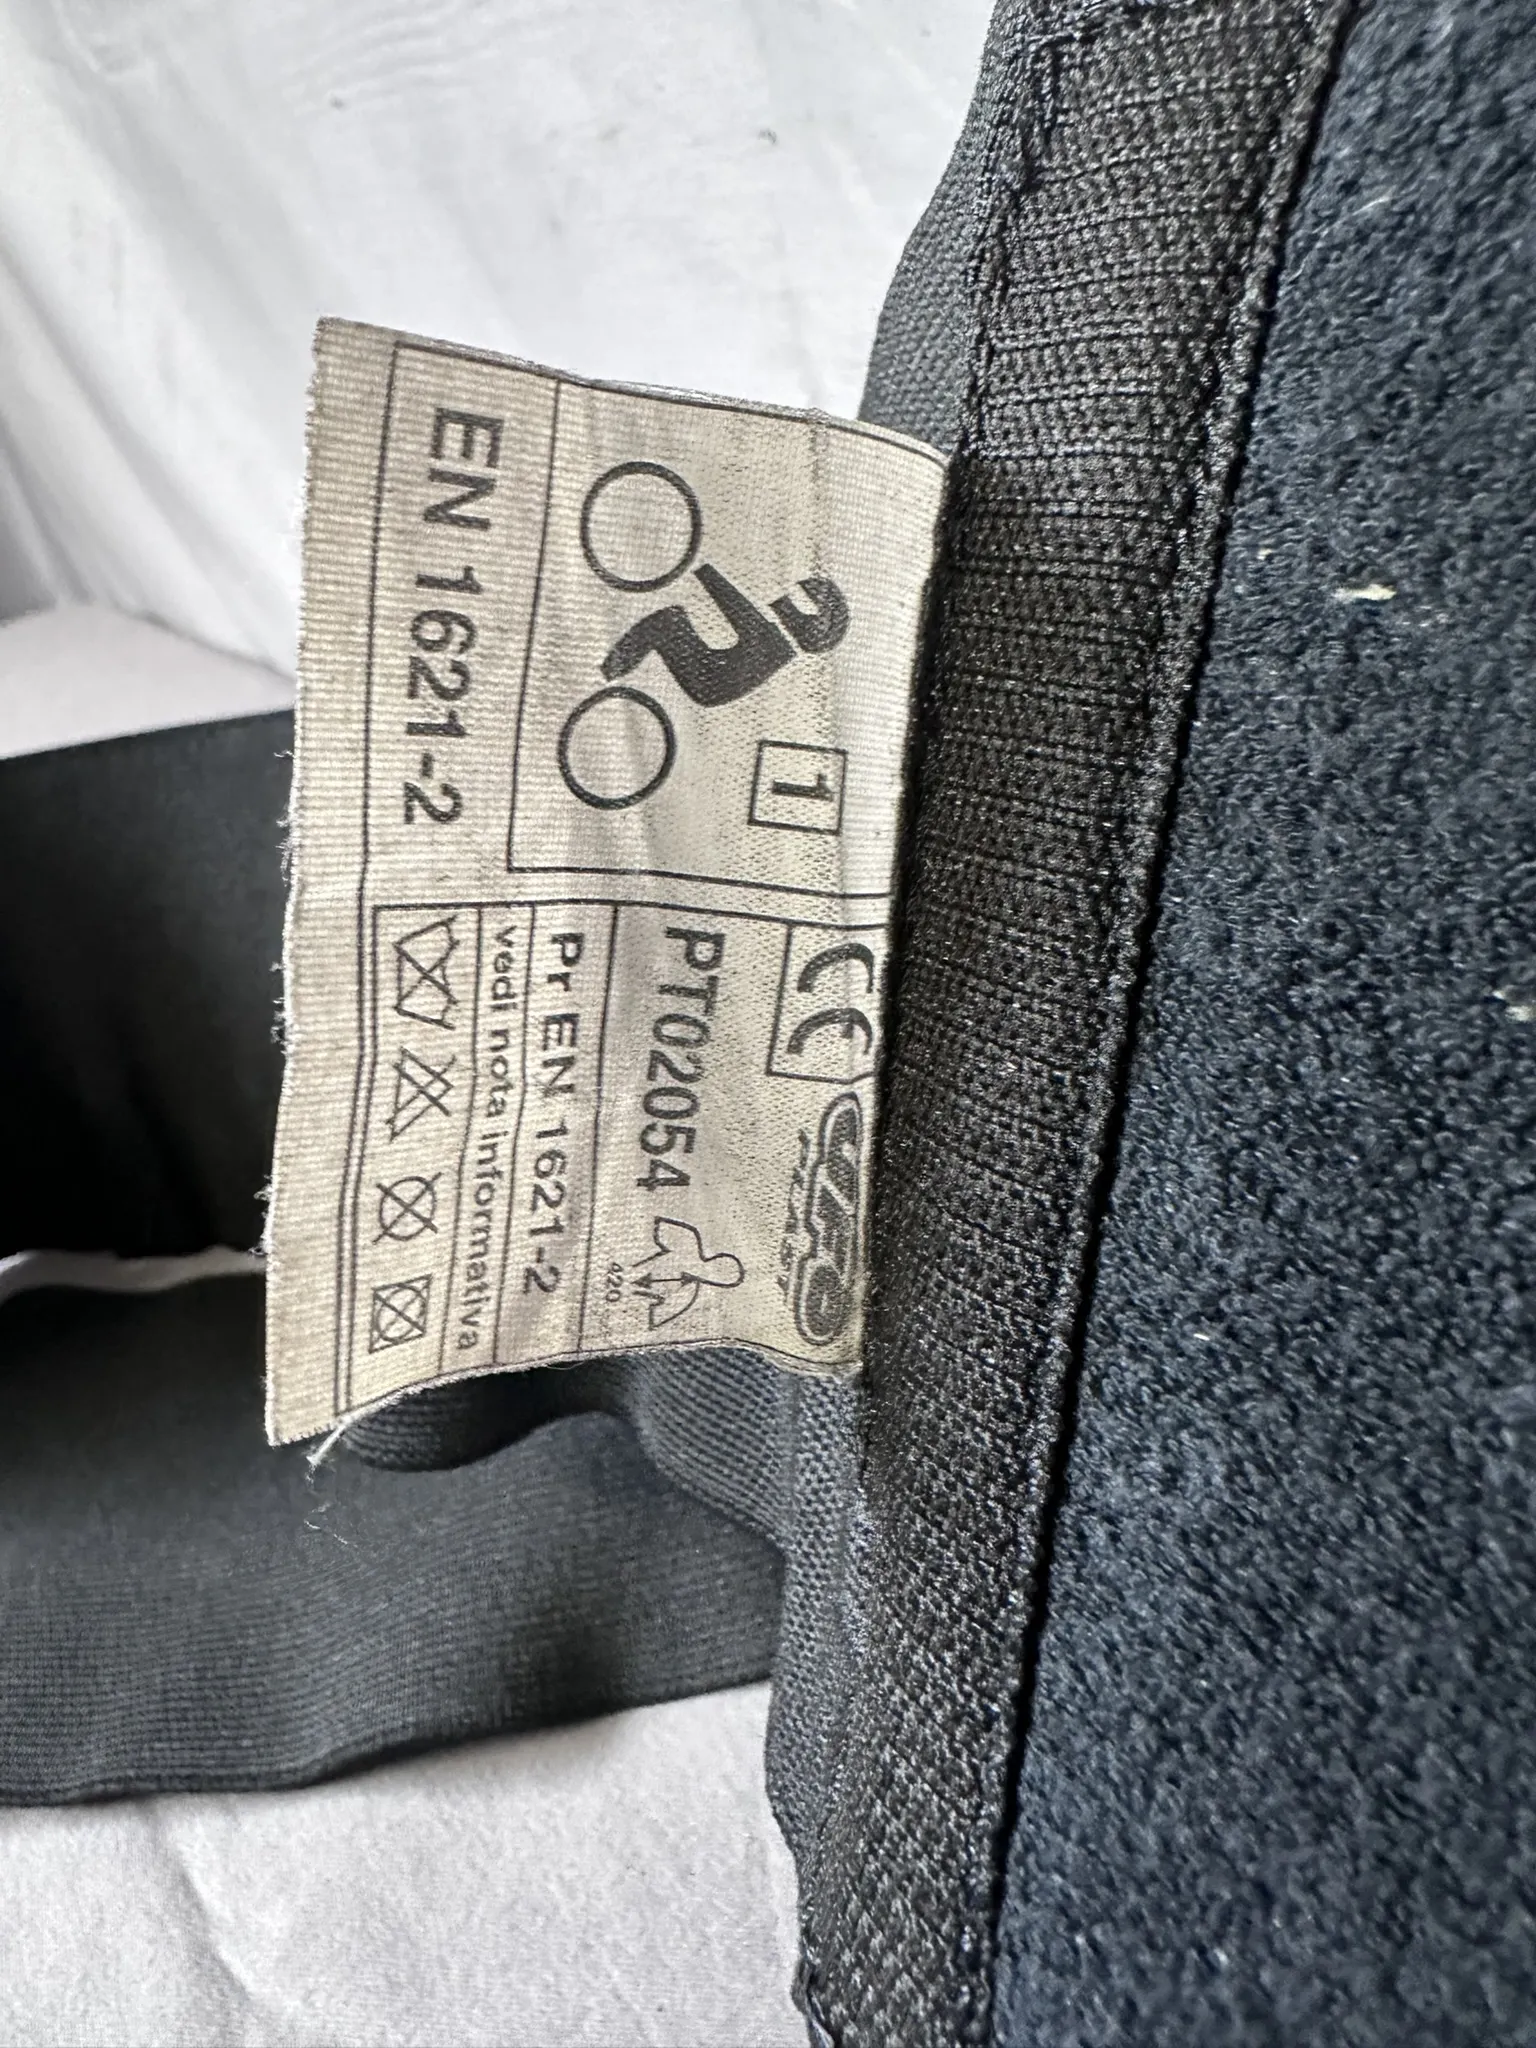 CE
PT02054
420
Pr EN 1621-2
vedi nota informativa
1
EN 1621-2